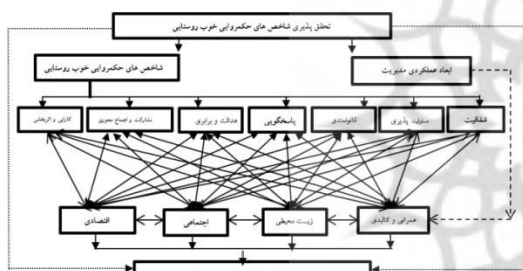 تحقق پذیری شاخص های حکمروایی خوب روستایی
شاخص های حکمروایی خوب روستایی
ابعاد عملکردی مدیریت
شفافیت
مسئولیت پذیری
قانونمندی
پاسخگویی
عدالت و برابری
مشارکت و اجماع محوری
کارایی و اثربخشی
عمرانی و کالبدی
زیست محیطی
اجتماعی
اقتصادی